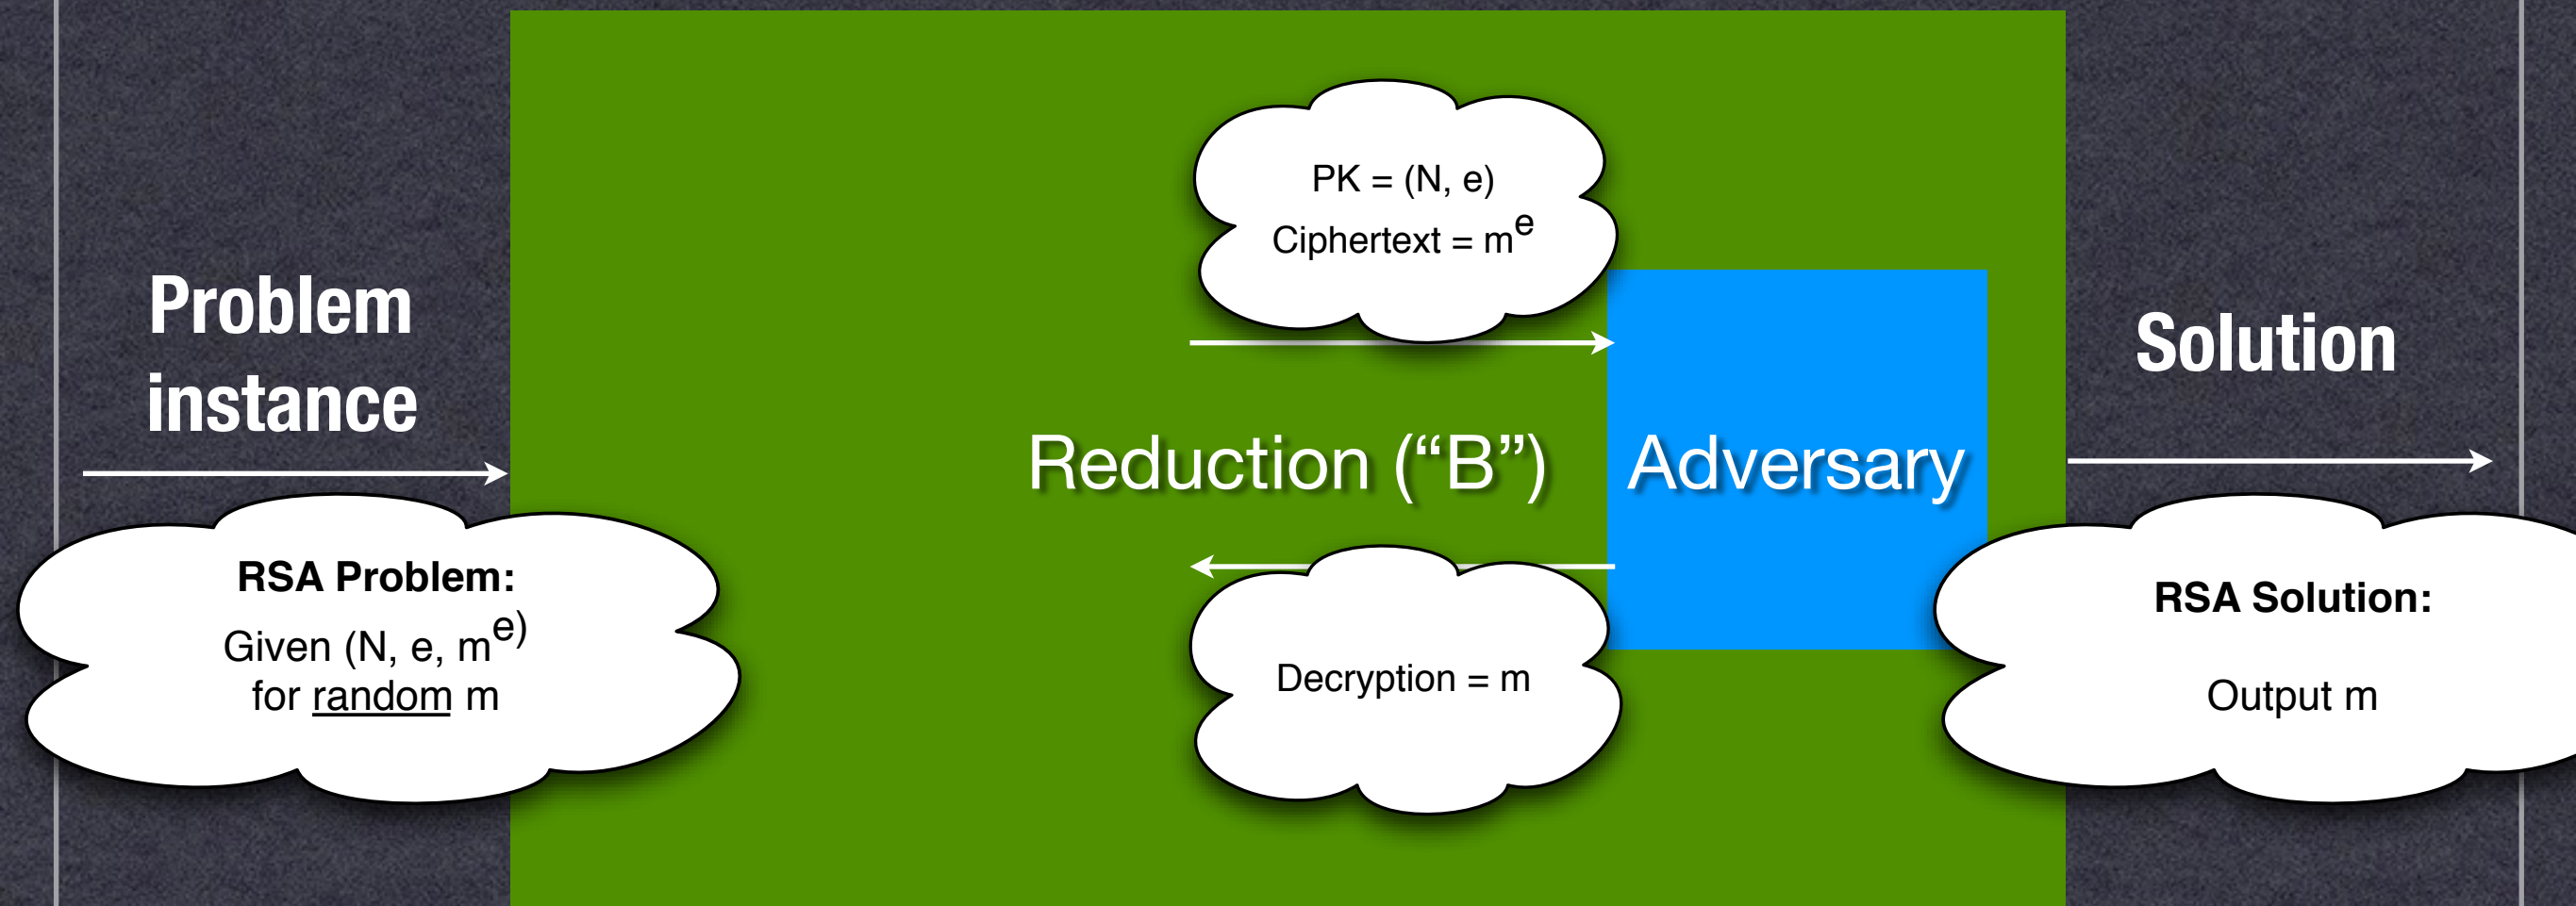 Problem
instance
RSA Problem:
Given (N, e, m^e)
for random m
PK = (N, e)
Ciphertext = m^e
Reduction (“B”)
Adversary
Decryption = m
Solution
RSA Solution:
Output m